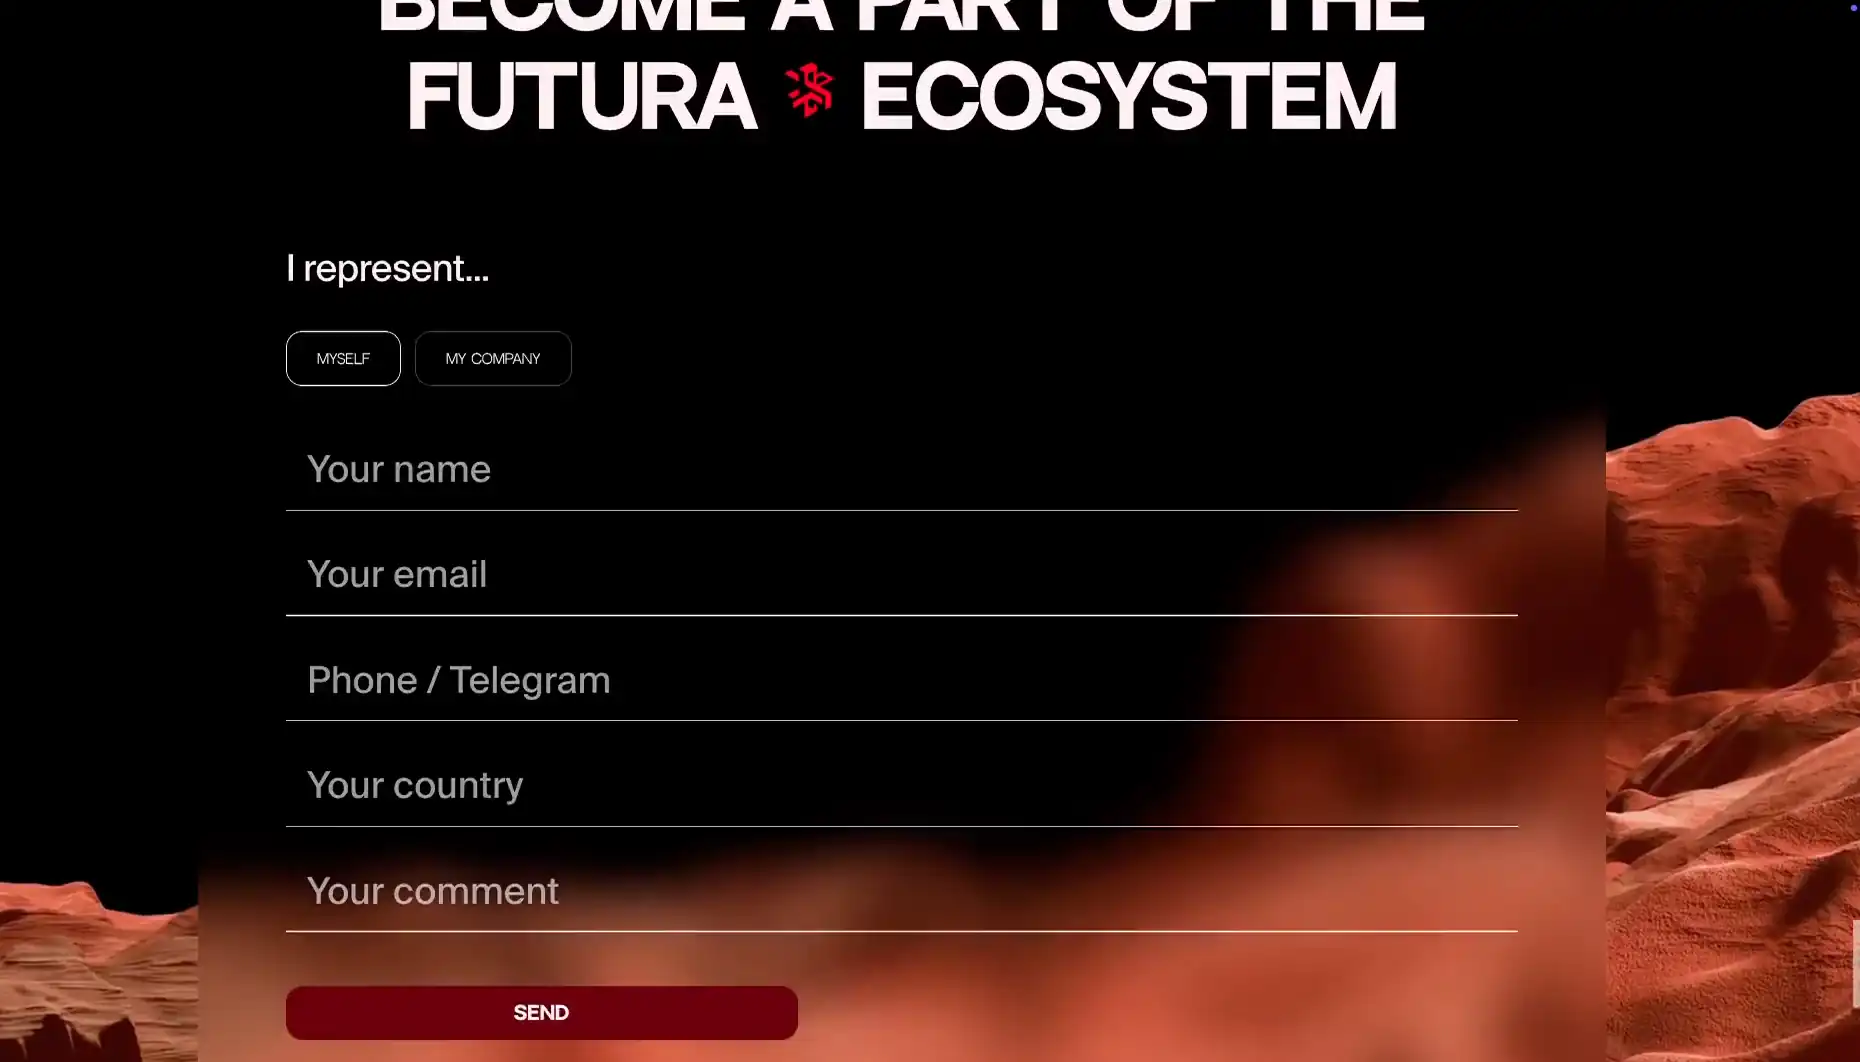 BECOME A PART OF THE
FUTURA ECOSYSTEM
I represent...
MYSELF
MY COMPANY
Your name
Your email
Phone / Telegram
Your country
Your comment
SEND